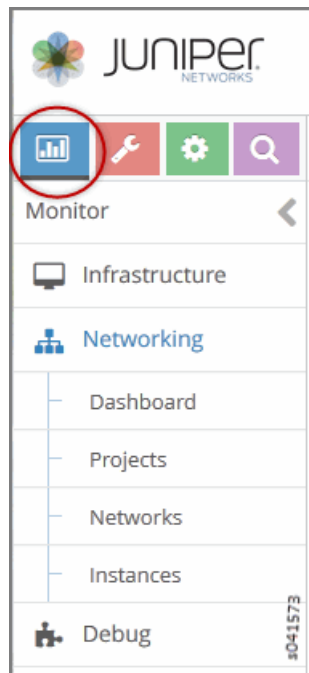 JUNIPer
NETWORKS
Monitor
Infrastructure
Networking
Dashboard
Projects
Networks
Instances
Debug
s041573